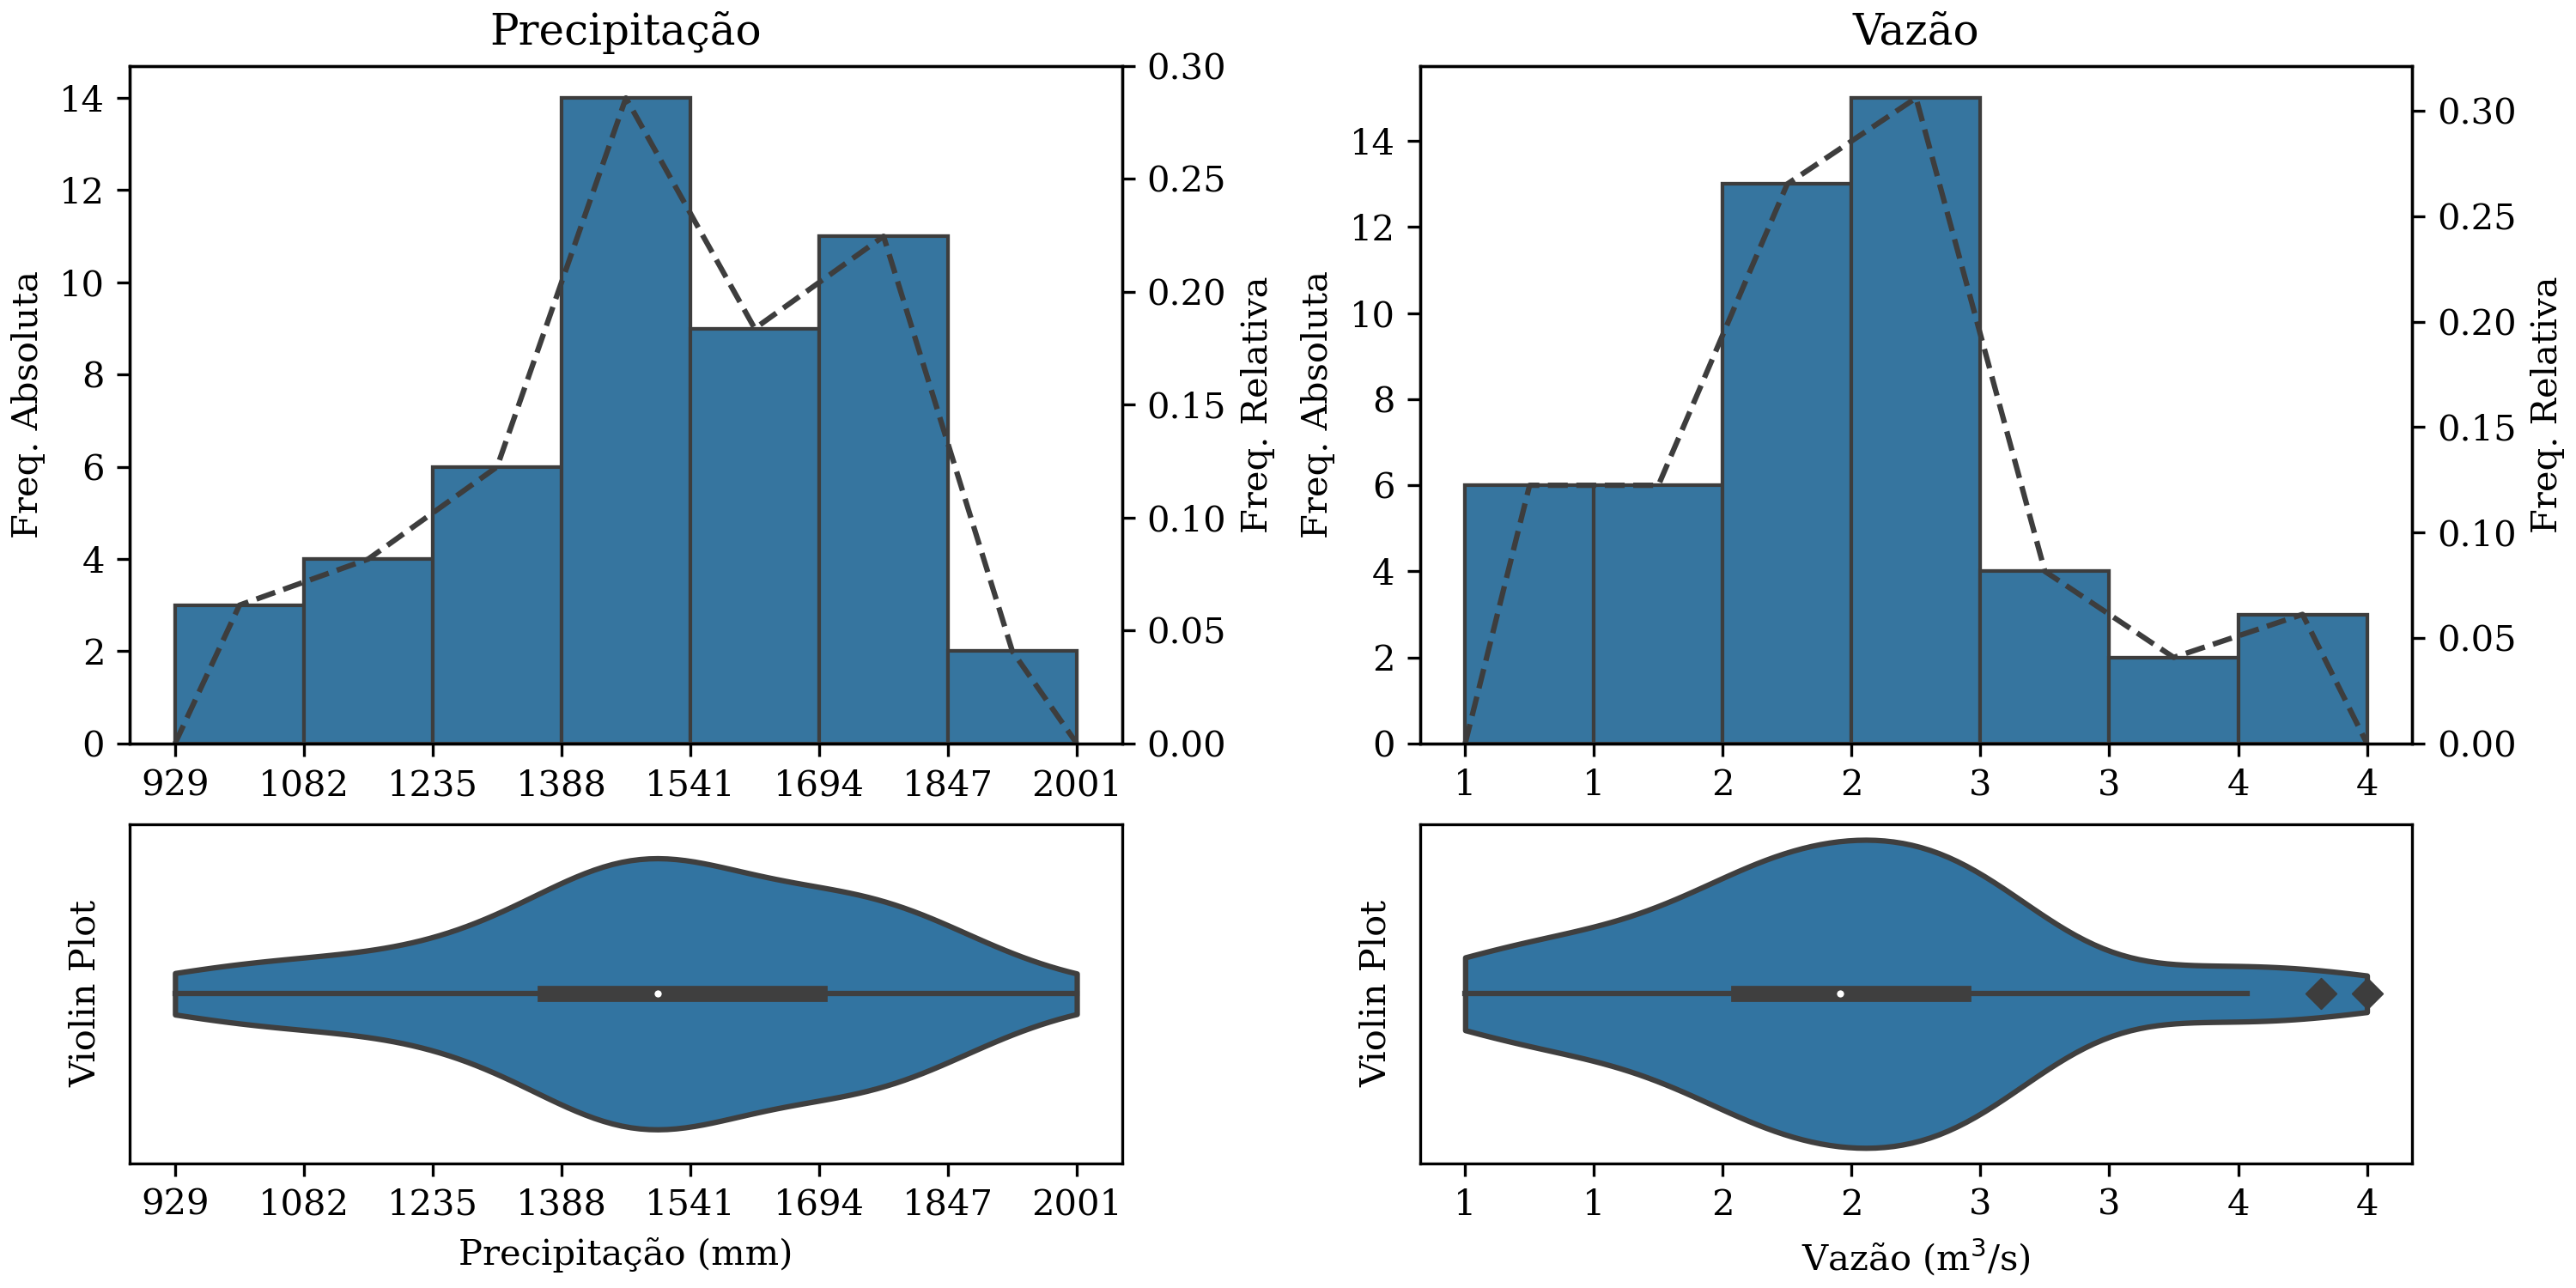 Precipitação
Freq. Absoluta
14
12
10
8
6
4
2
0
0.30
0.25
0.20
0.15
0.10
0.05
0.00
Freq. Relativa
929 1082 1235 1388 1541 1694 1847 2001
Violin Plot
929 1082 1235 1388 1541 1694 1847 2001
Precipitação (mm)
Vazão
Freq. Absoluta
14
12
10
8
6
4
2
0
0.30
0.25
0.20
0.15
0.10
0.05
0.00
Freq. Relativa
1 1 2 2 3 3 4 4
Violin Plot
1 1 2 2 3 3 4 4
Vazão (m³/s)